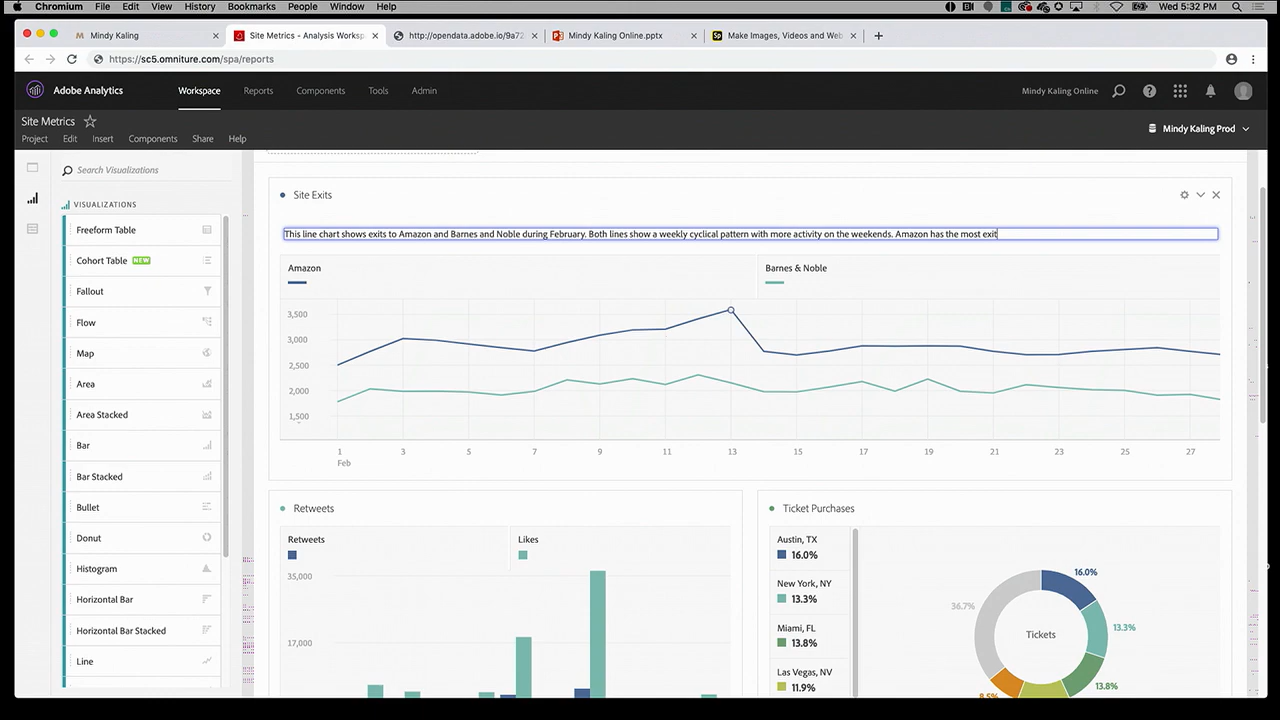 Chromium File Edit View History Bookmarks People Window Help Wed 5:32 PM
Mindy Kaling Site Metrics - Analysis Worksp http://opendata.adobe.io/9a72 Mindy Kaling Online.pptx Make Images, Videos and Web
https://sc5.omniture.com/spa/reports
Adobe Analytics Workspace Reports Components Tools Admin Mindy Kaling Online
Site Metrics
Mindy Kaling Prod
Project Edit Insert Components Share Help
Search Visualizations
VISUALIZATIONS
Freeform Table
Cohort Table NEW
Fallout
Flow
Map
Area
Area Stacked
Bar
Bar Stacked
Bullet
Donut
Histogram
Horizontal Bar
Horizontal Bar Stacked
Line
Site Exits
This line chart shows exits to Amazon and Barnes and Noble during February. Both lines show a weekly cyclical pattern with more activity on the weekends. Amazon has the most exit
Amazon Barnes & Noble
3,500
3,000
2,500
2,000
1,500
1 3 5 7 9 11 13 15 17 19 21 23 25 27
Feb
Retweets
Retweets Likes
35,000
17,000
Ticket Purchases
Austin, TX
16.0%
New York, NY
13.3%
Miami, FL
13.8%
Las Vegas, NV
11.9%
16.0%
36.7%
13.3%
Tickets
13.8%
8.5%